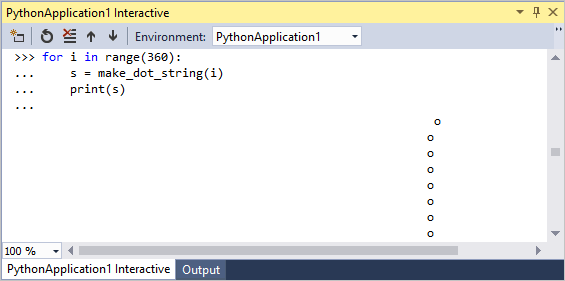 PythonApplication1 Interactive
Environment: PythonApplication1
>>> for i in range(360):
...     s = make_dot_string(i)
...     print(s)
...
o
o
o
o
o
o
o
o
100 %
PythonApplication1 Interactive Output